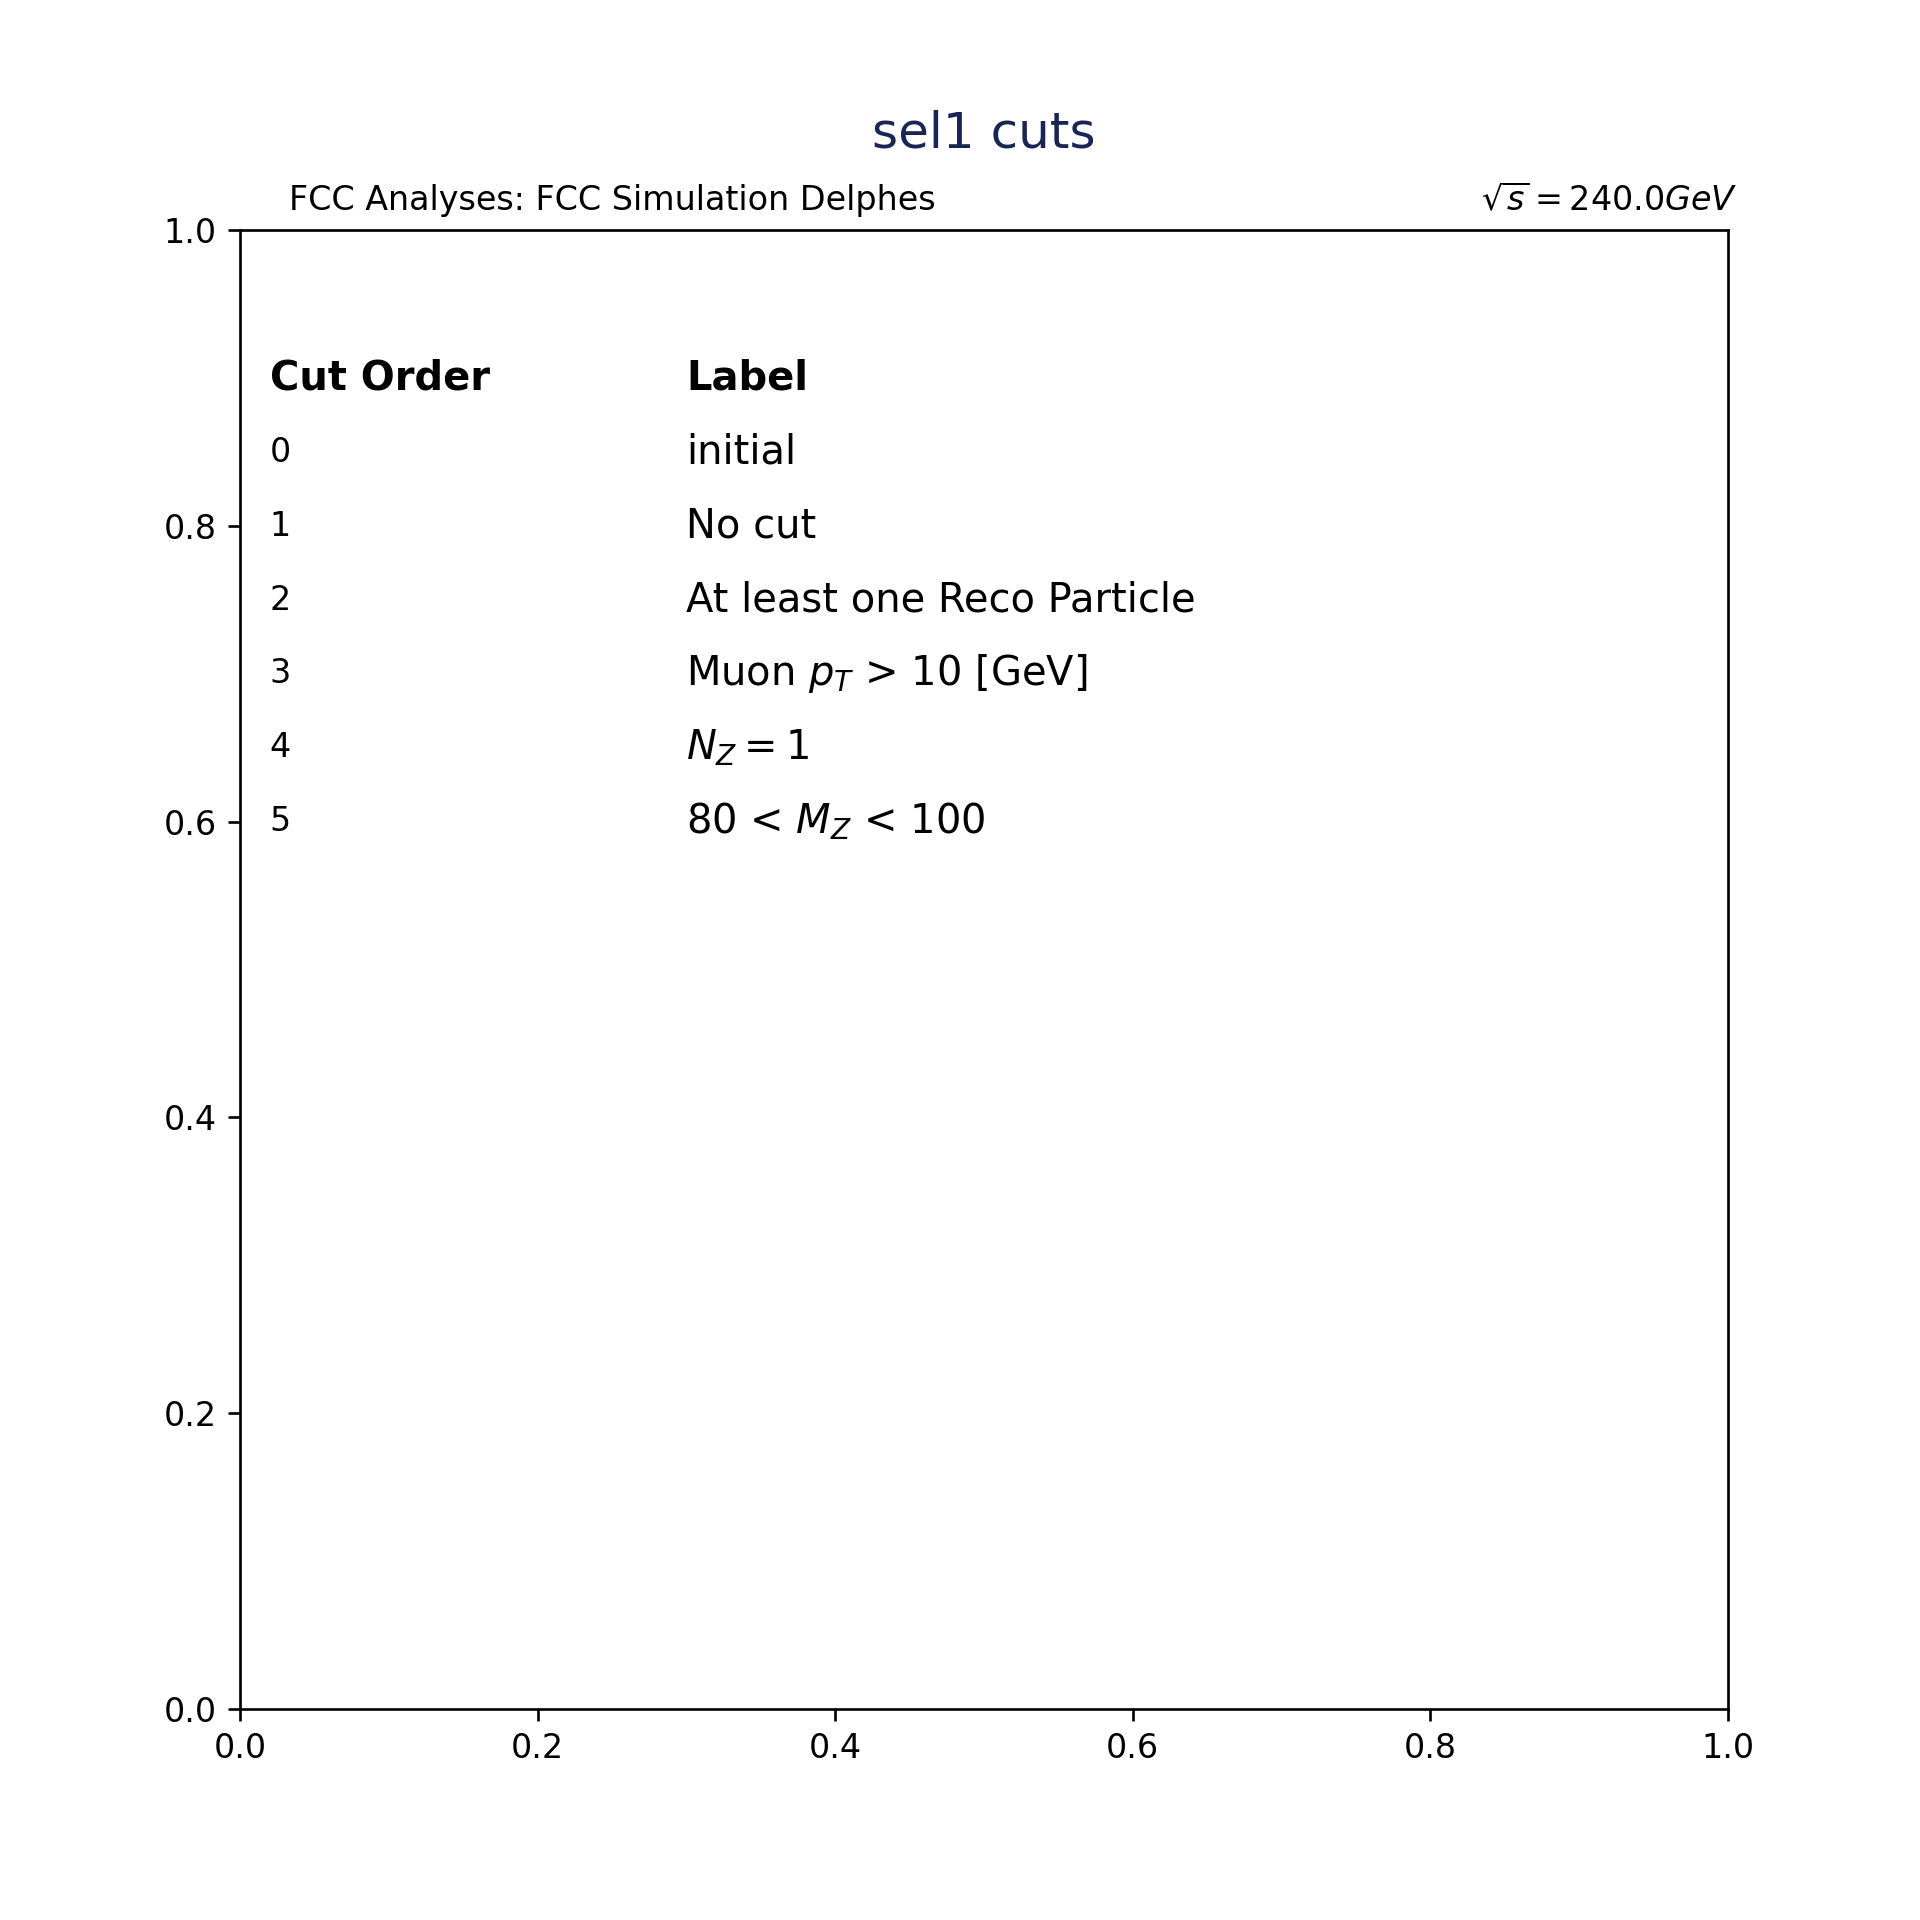 sel1 cuts
FCC Analyses: FCC Simulation Delphes √s = 240.0GeV
1.0
Cut Order Label
0 initial
0.8 1 No cut
2 At least one Reco Particle
3 Muon p_T > 10 [GeV]
4 N_Z = 1
0.6 5 80 < M_Z < 100
0.4
0.2
0.0
0.0 0.2 0.4 0.6 0.8 1.0